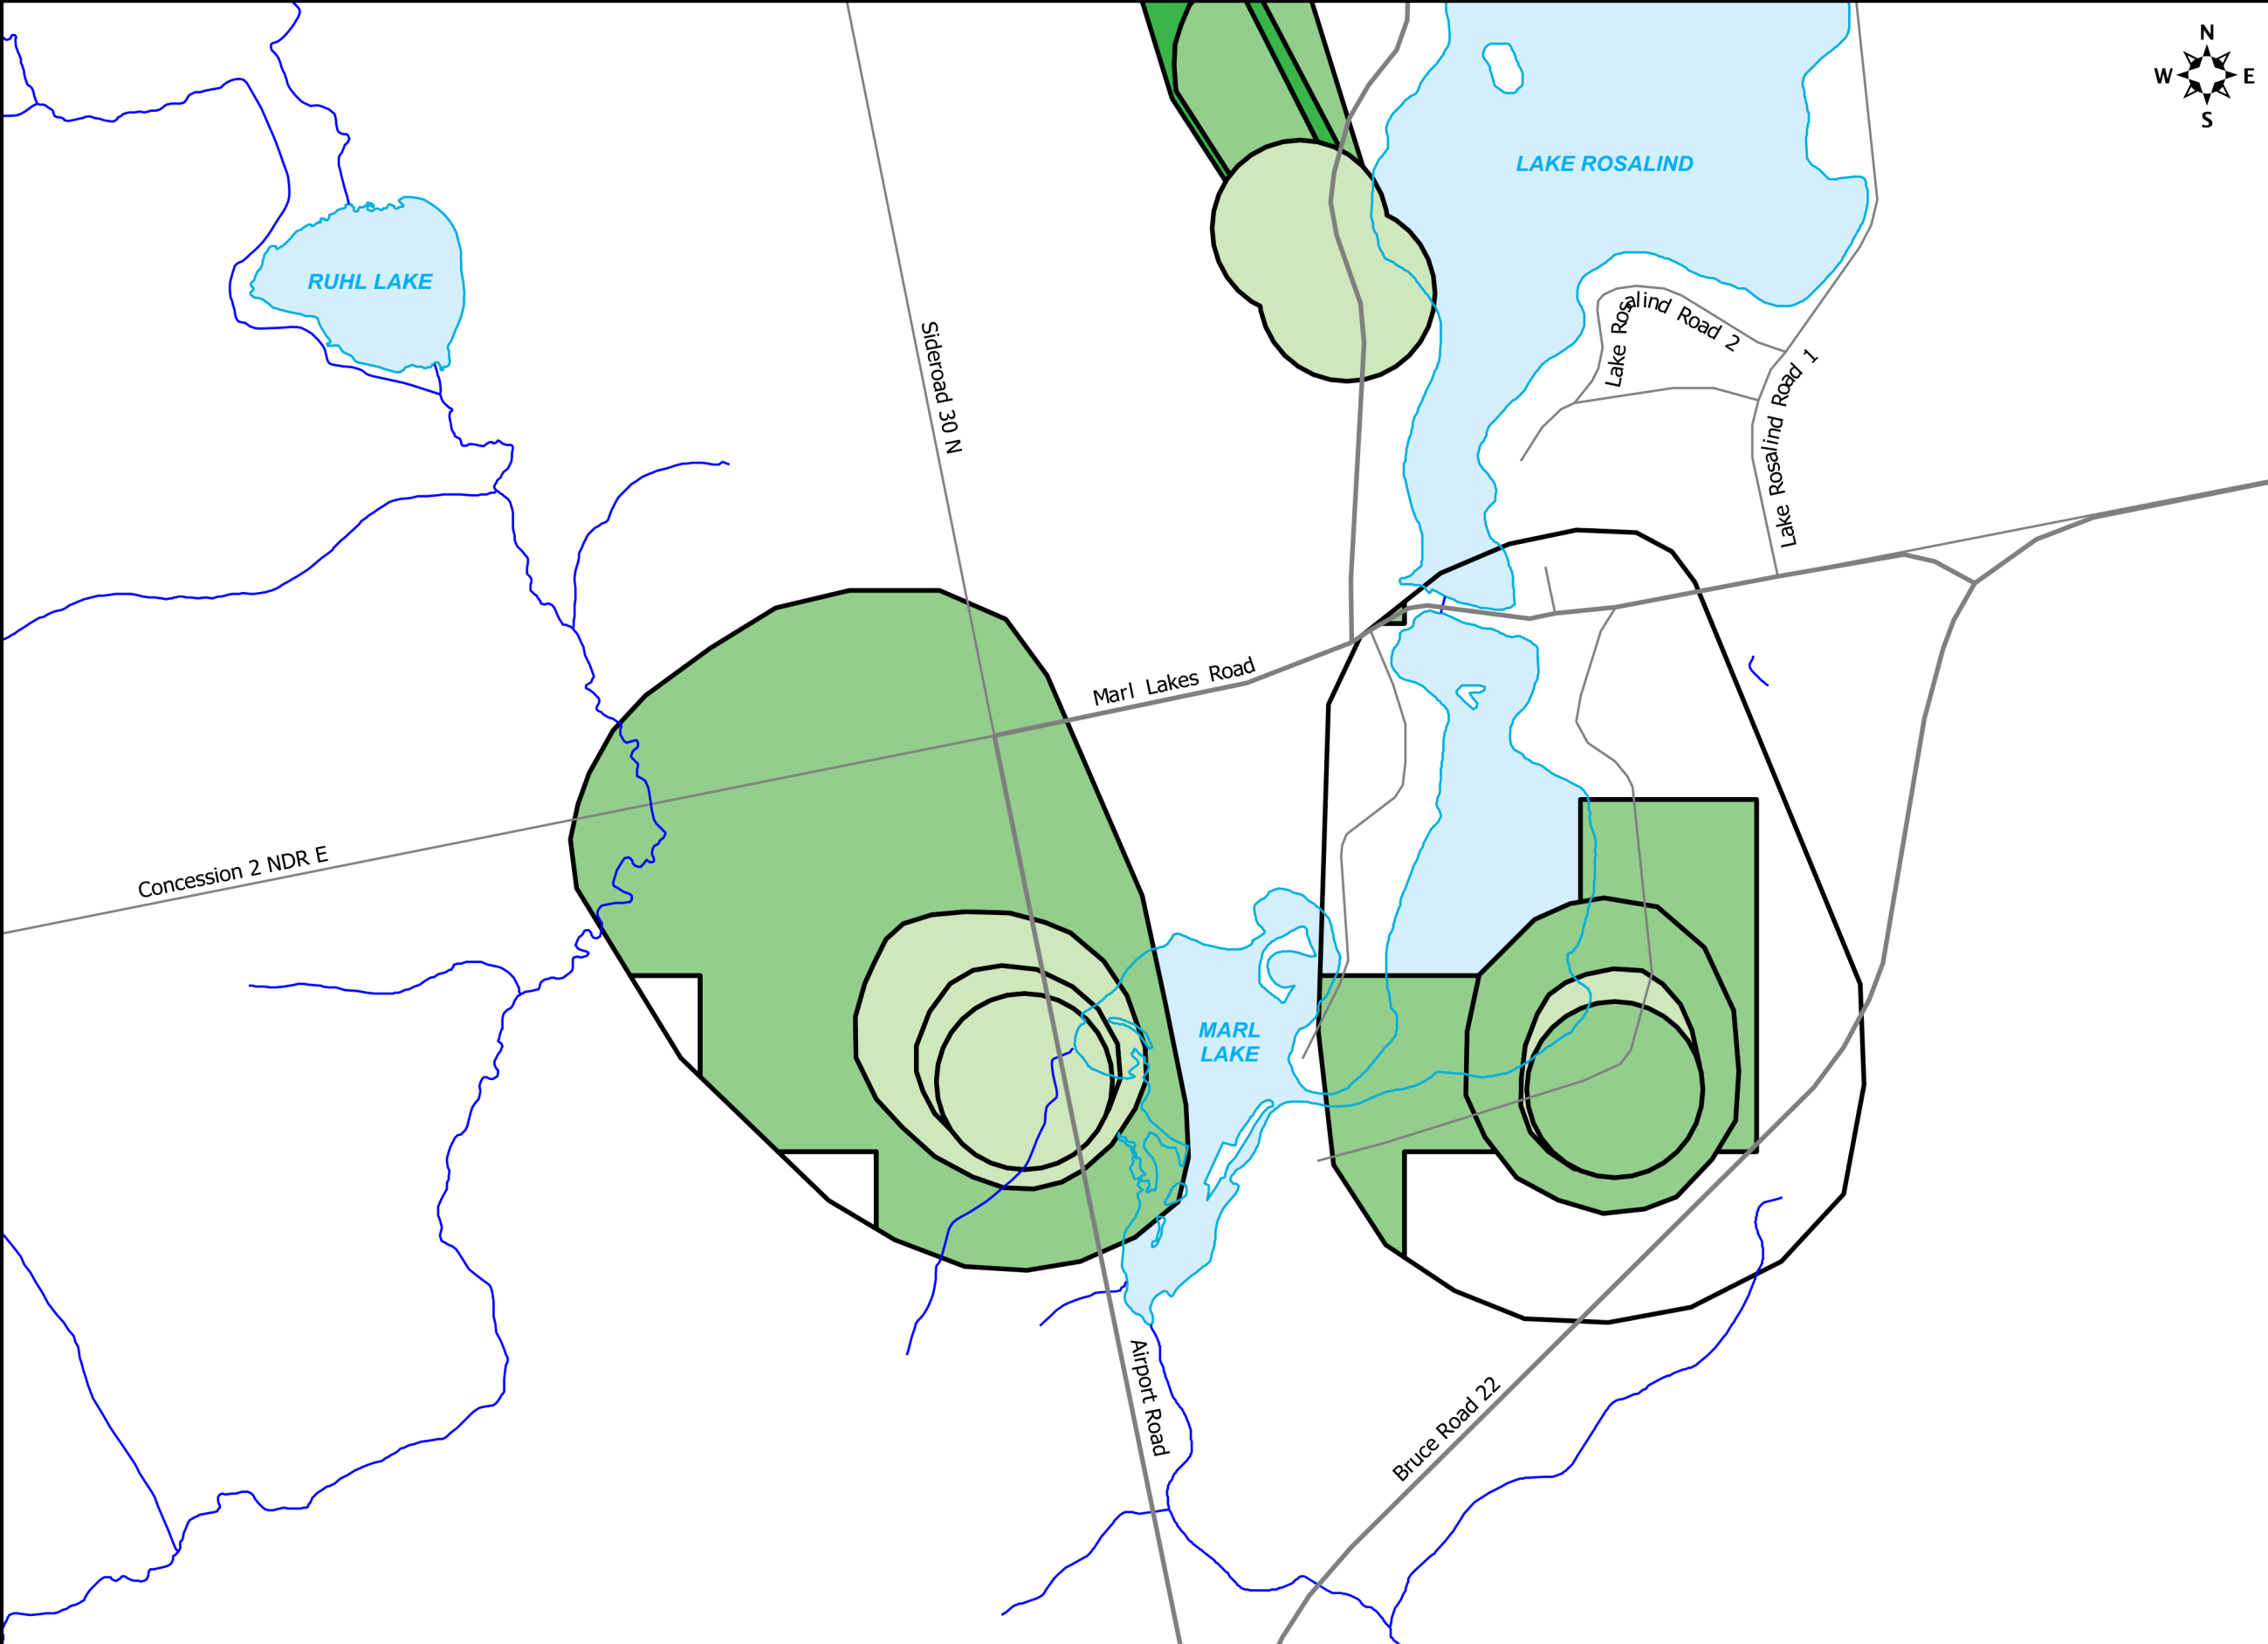 N
W E
S
LAKE ROSALIND
RUHL LAKE
Lake Rosalind Road 2
Sideroad 30 N
Lake Rosalind Road 1
Marl Lakes Road
Concession 2 NDR E
MARL
LAKE
Airport Road
Bruce Road 22